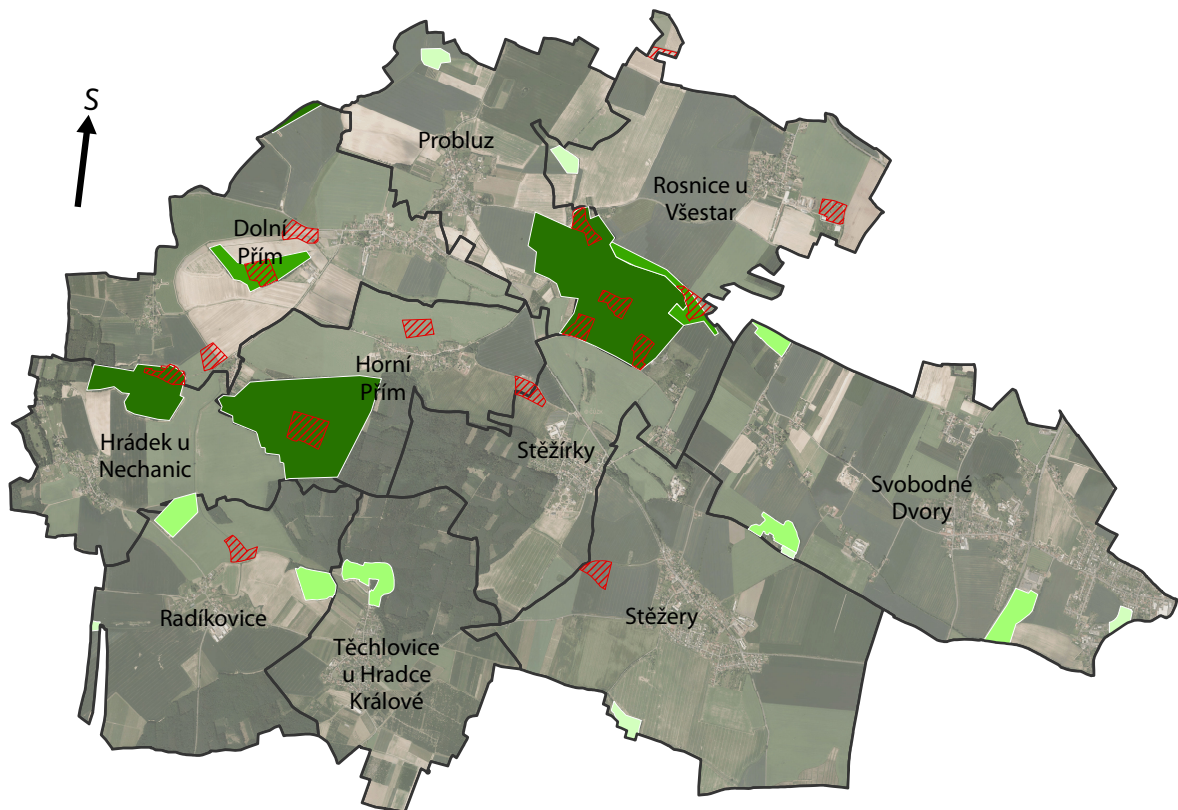 S
Probluz
Rosnice u
Všestar
Dolní
Přím
Horní
Přím
Hrádek u
Nechanic
Stěžírky
Svobodné
Dvory
Radíkovice
Stěžery
Těchlovice
u Hradce
Králové